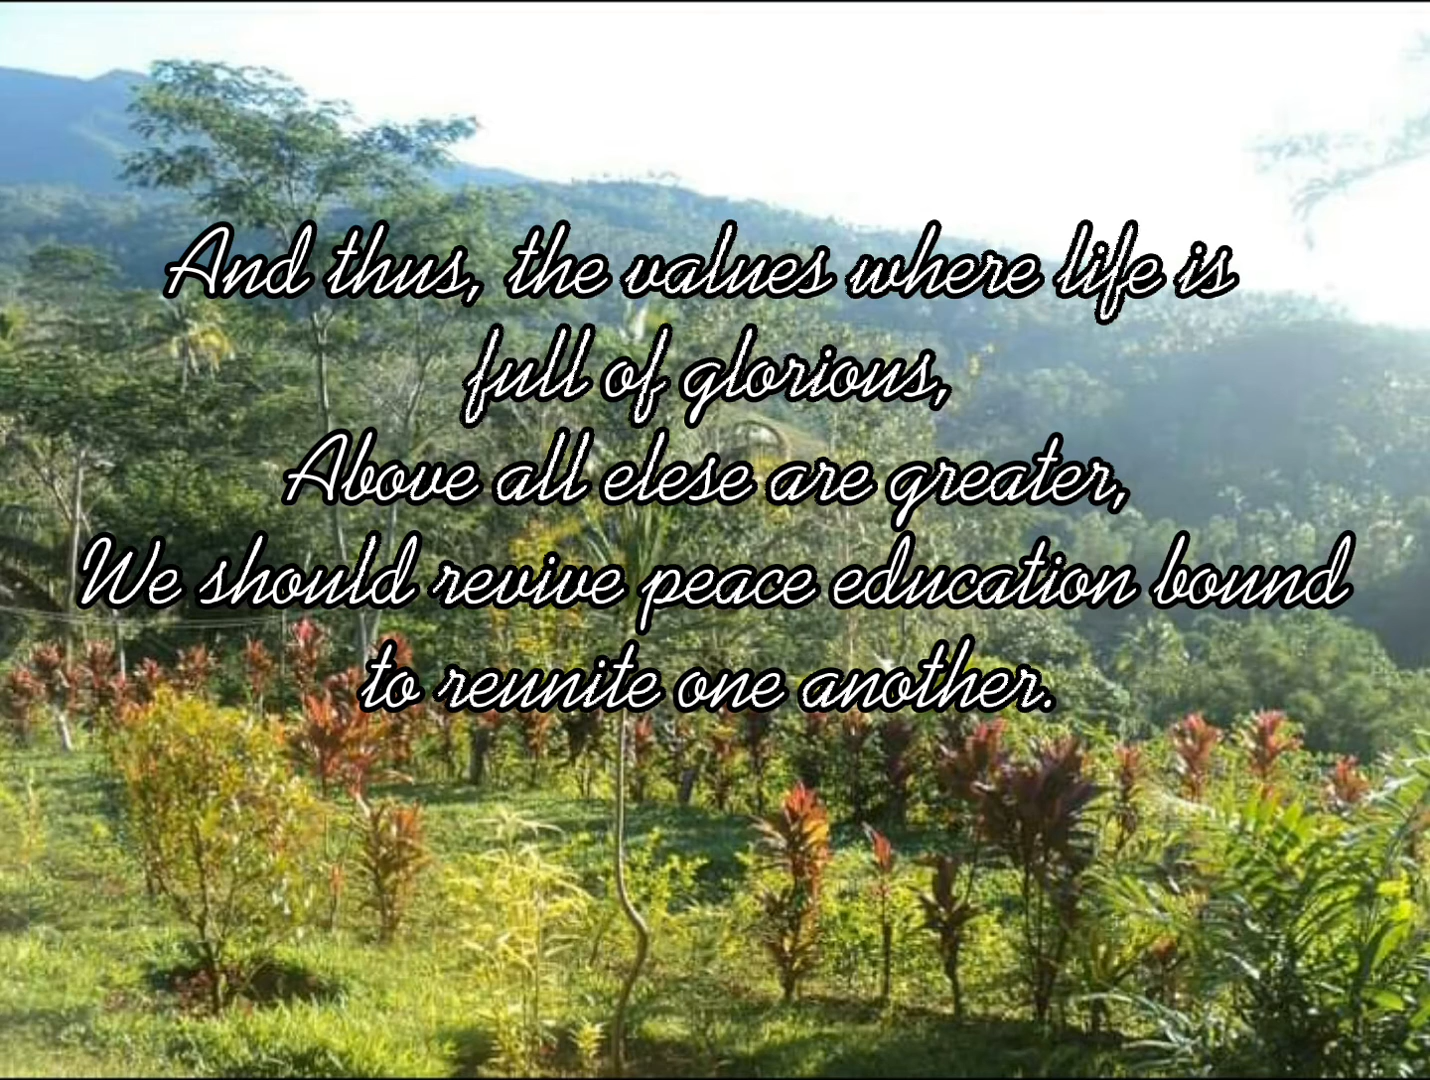 And thus, the values where life is
full of glorious,
Above all elese are greater,
We should revive peace education bound
to reunite one another.